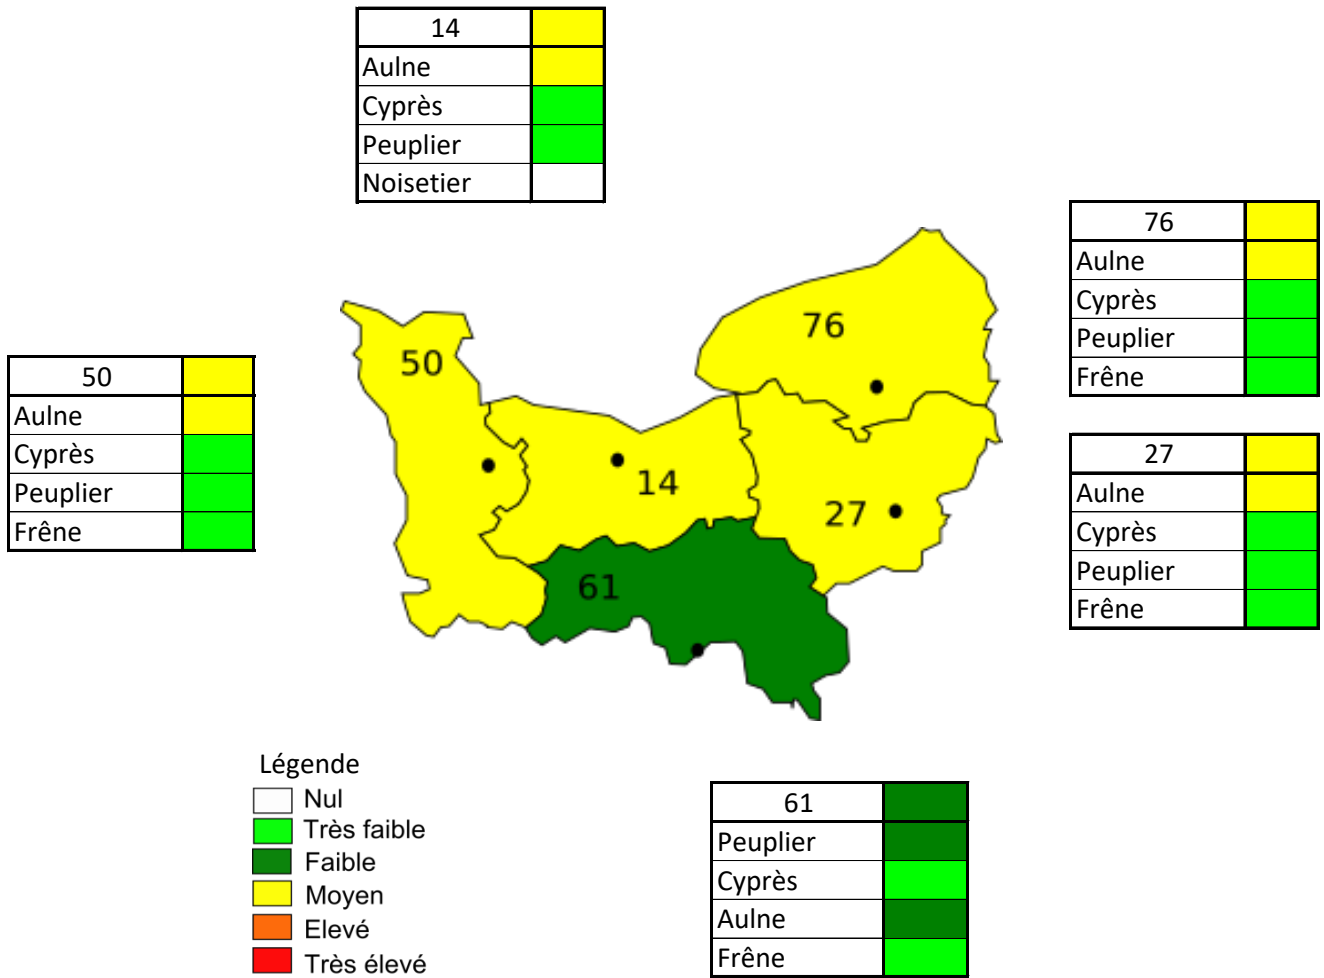 14
Aulne
Cyprès
Peuplier
Noisetier
76
Aulne
Cyprès
Peuplier
Frêne
50
Aulne
Cyprès
Peuplier
Frêne
27
Aulne
Cyprès
Peuplier
Frêne
76
50
14
27
61
Légende
Nul
Très faible
Faible
Moyen
Elevé
Très élevé
61
Peuplier
Cyprès
Aulne
Frêne